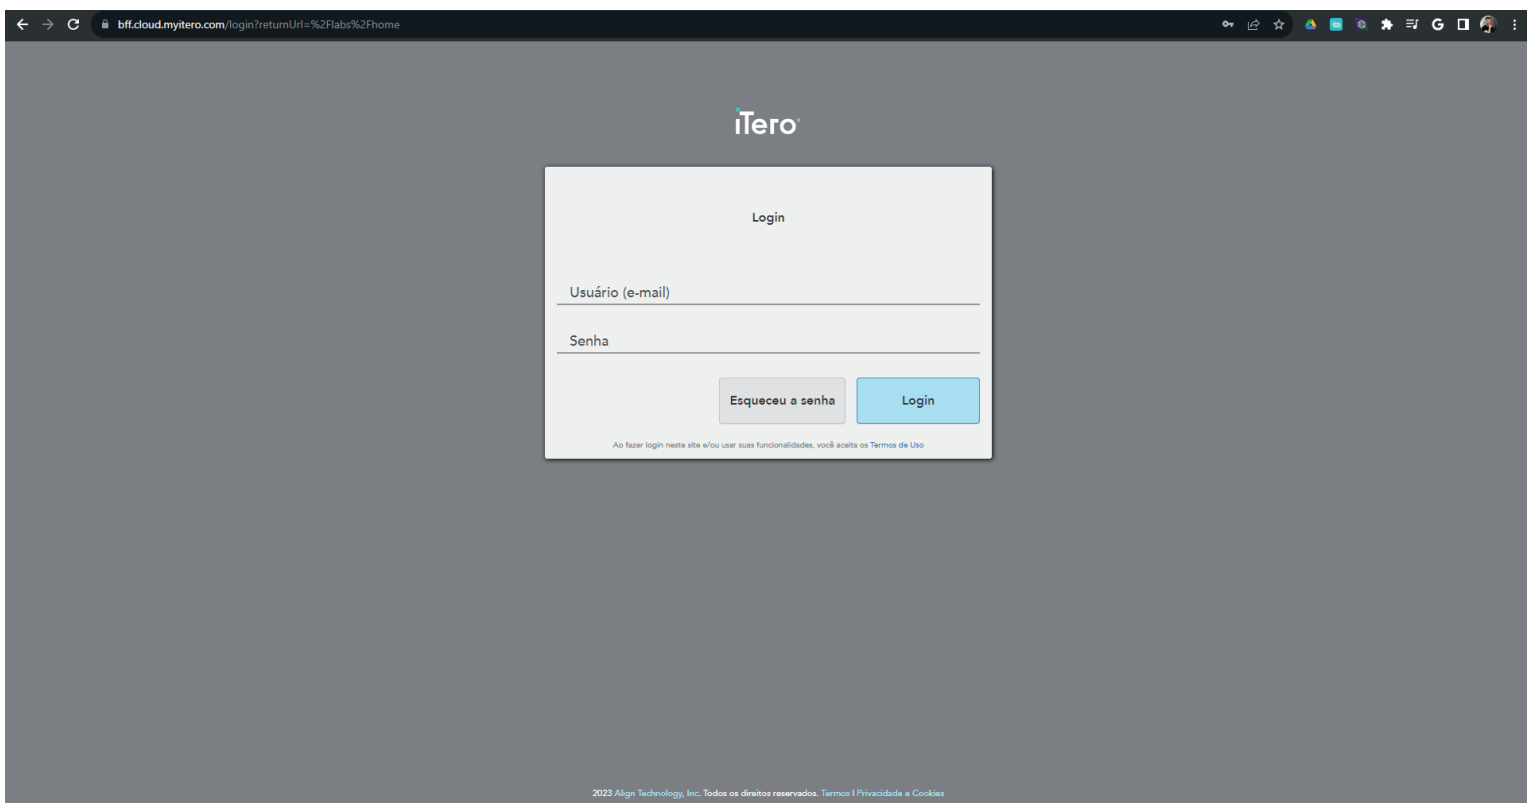 bff.cloud.myitero.com/login?returnUrl=%2Flabs%2Fhome
iTero
Login
Usuário (e-mail)
Senha
Esqueceu a senha Login
Ao fazer login neste site e/ou usar suas funcionalidades, você aceita os Termos de Uso
2023 Align Technology, Inc. Todos os direitos reservados. Termos | Privacidade e Cookies